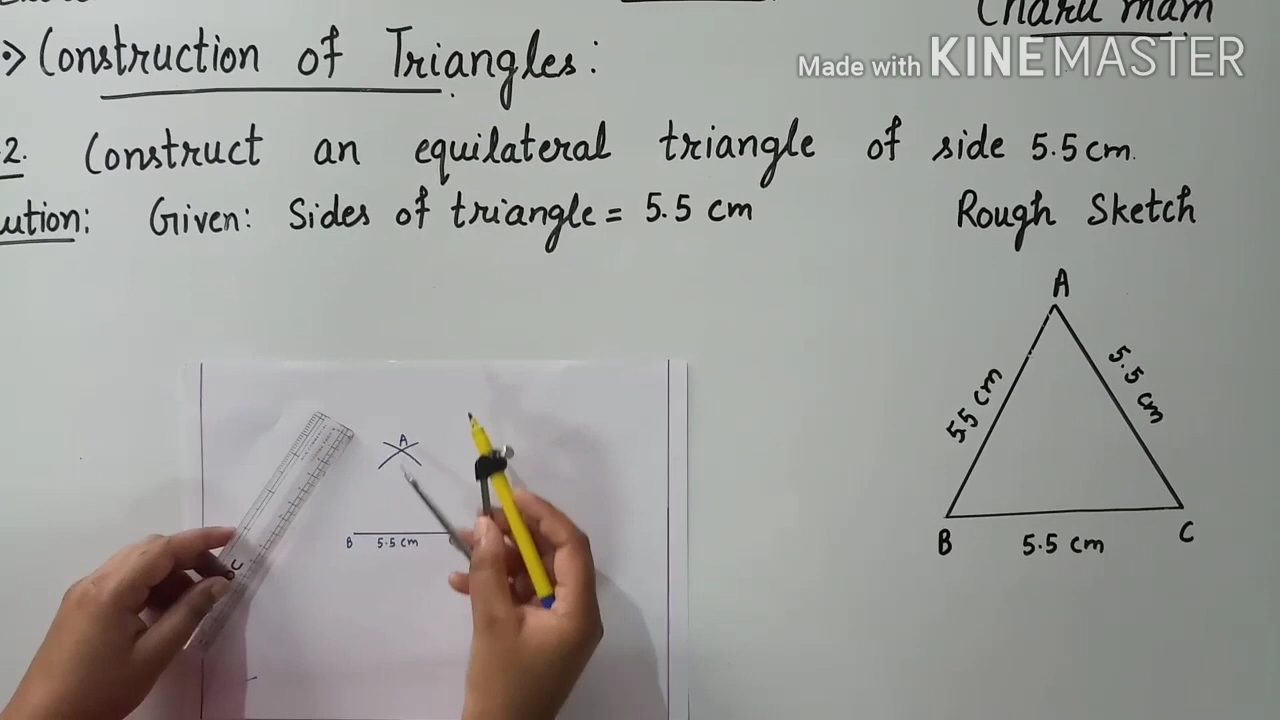 Charu mam
Made with KINEMASTER
Construction of Triangles:
2. Construct an equilateral triangle of side 5.5 cm.
ution: Given: Sides of triangle = 5.5 cm
Rough Sketch
A
5.5 cm
5.5 cm
B
5.5 cm
C
A
B
5.5 cm